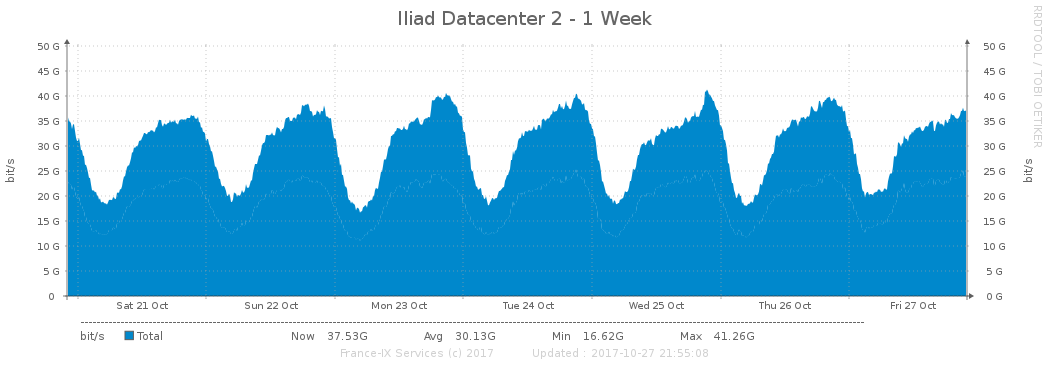 Iliad Datacenter 2 - 1 Week
RRDTOOL / TOBI OETIKER
50 G 50 G
45 G 45 G
40 G 40 G
35 G 35 G
30 G 30 G
25 G 25 G
20 G 20 G
15 G 15 G
10 G 10 G
5 G 5 G
0 0 G
bit/s bit/s
Sat 21 Oct Sun 22 Oct Mon 23 Oct Tue 24 Oct Wed 25 Oct Thu 26 Oct Fri 27 Oct
bit/s Total Now 37.53G Avg 30.13G Min 16.62G Max 41.26G
France-IX Services (c) 2017 Updated : 2017-10-27 21:55:08